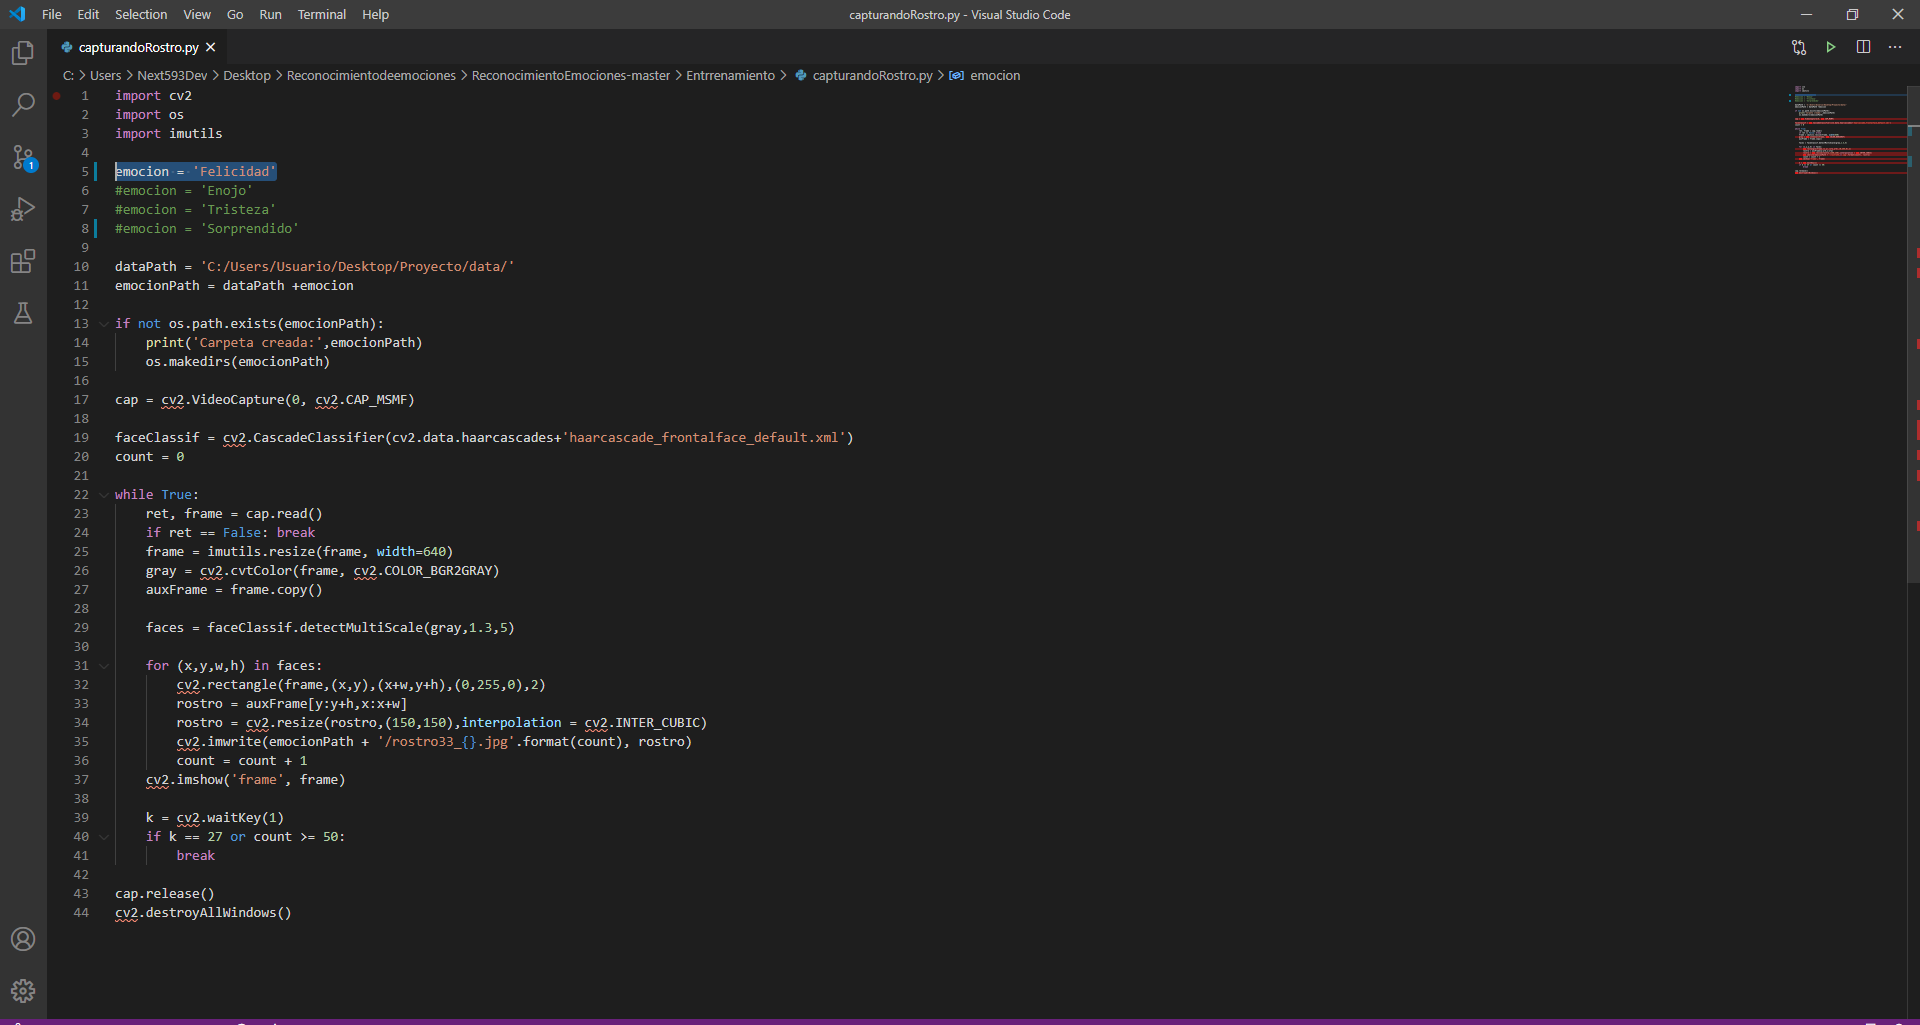 File Edit Selection View Go Run Terminal Help
capturandoRostro.py - Visual Studio Code
capturandoRostro.py
C: > Users > Next593Dev > Desktop > Reconocimientodeemociones > ReconocimientoEmociones-master > Entrrenamiento > capturandoRostro.py > emocion
1 import cv2
2 import os
3 import imutils
4
5 emocion = 'Felicidad'
6 #emocion = 'Enojo'
7 #emocion = 'Tristeza'
8 #emocion = 'Sorprendido'
9
10 dataPath = 'C:/Users/Usuario/Desktop/Proyecto/data/'
11 emocionPath = dataPath +emocion
12
13 if not os.path.exists(emocionPath):
14     print('Carpeta creada:',emocionPath)
15     os.makedirs(emocionPath)
16
17 cap = cv2.VideoCapture(0, cv2.CAP_MSMF)
18
19 faceClassif = cv2.CascadeClassifier(cv2.data.haarcascades+'haarcascade_frontalface_default.xml')
20 count = 0
21
22 while True:
23     ret, frame = cap.read()
24     if ret == False: break
25     frame = imutils.resize(frame, width=640)
26     gray = cv2.cvtColor(frame, cv2.COLOR_BGR2GRAY)
27     auxFrame = frame.copy()
28
29     faces = faceClassif.detectMultiScale(gray,1.3,5)
30
31     for (x,y,w,h) in faces:
32         cv2.rectangle(frame,(x,y),(x+w,y+h),(0,255,0),2)
33         rostro = auxFrame[y:y+h,x:x+w]
34         rostro = cv2.resize(rostro,(150,150),interpolation = cv2.INTER_CUBIC)
35         cv2.imwrite(emocionPath + '/rostro33_{}.jpg'.format(count), rostro)
36         count = count + 1
37     cv2.imshow('frame', frame)
38
39     k = cv2.waitKey(1)
40     if k == 27 or count >= 50:
41         break
42
43 cap.release()
44 cv2.destroyAllWindows()
1